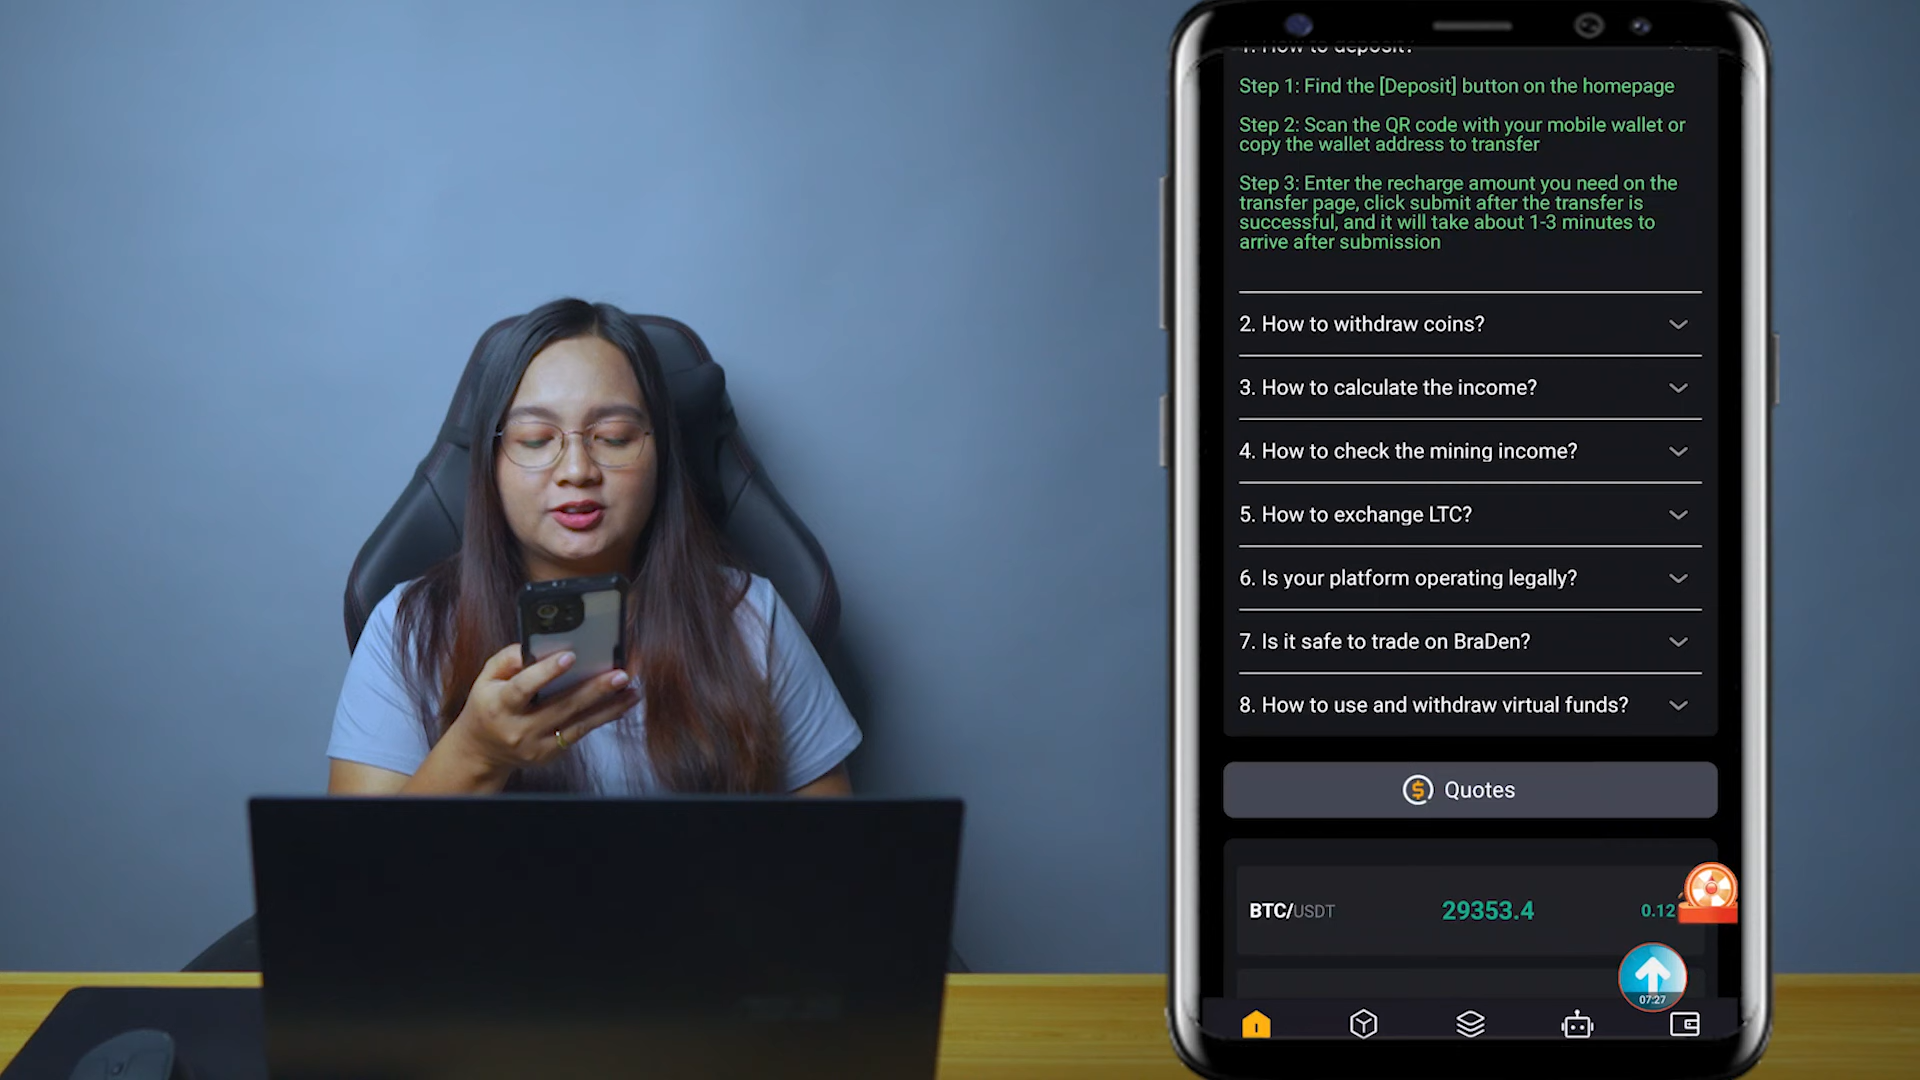 1. How to deposit?
Step 1: Find the [Deposit] button on the homepage
Step 2: Scan the QR code with your mobile wallet or
copy the wallet address to transfer
Step 3: Enter the recharge amount you need on the
transfer page, click submit after the transfer is
successful, and it will take about 1-3 minutes to
arrive after submission
2. How to withdraw coins?
3. How to calculate the income?
4. How to check the mining income?
5. How to exchange LTC?
6. Is your platform operating legally?
7. Is it safe to trade on BraDen?
8. How to use and withdraw virtual funds?
Quotes
BTC/USDT 29353.4 0.12
07:27